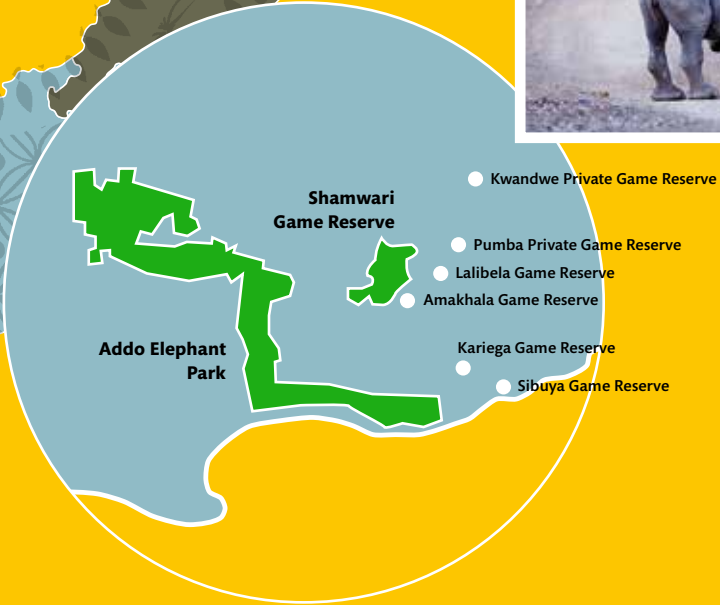 Kwandwe Private Game Reserve
Shamwari
Game Reserve
Pumba Private Game Reserve
Lalibela Game Reserve
Amakhala Game Reserve
Addo Elephant
Park
Kariega Game Reserve
Sibuya Game Reserve